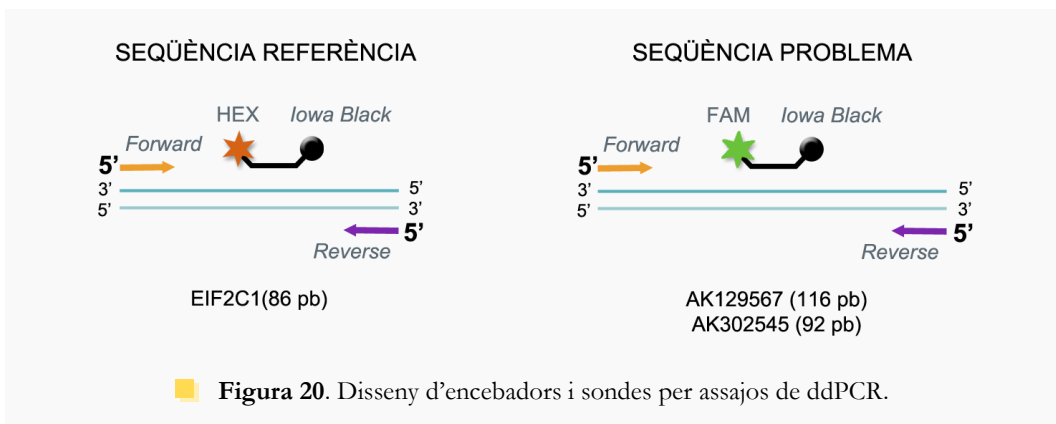 SEQÜÈNCIA REFERÈNCIA
HEX Iowa Black
Forward
5’
3’ 5’
5’ 3’
5’
Reverse
EIF2C1(86 pb)
SEQÜÈNCIA PROBLEMA
FAM Iowa Black
Forward
5’
3’ 5’
5’ 3’
5’
Reverse
AK129567 (116 pb)
AK302545 (92 pb)
Figura 20. Disseny d’encebadors i sondes per assajos de ddPCR.